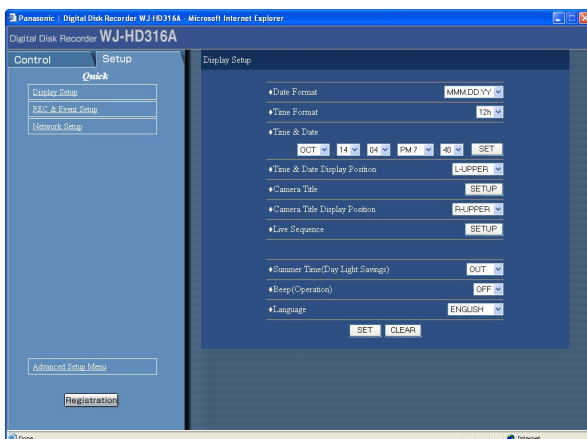 Panasonic | Digital Disk Recorder WJ-HD316A - Microsoft Internet Explorer
Digital Disk Recorder WJ-HD316A
Control Setup
Quick
Display Setup
REC & Event Setup
Network Setup
Advanced Setup Menu
Registration
Display Setup
♦Date Format MMM.DD.YY
♦Time Format 12h
♦Time & Date
OCT . 14 . 04 PM 7 . 40 SET
♦Time & Date Display Position L-UPPER
♦Camera Title SETUP
♦Camera Title Display Position R-UPPER
♦Live Sequence SETUP
♦Summer Time(Day Light Savings) OUT
♦Beep(Operation) OFF
♦Language ENGLISH
SET CLEAR
Done Internet